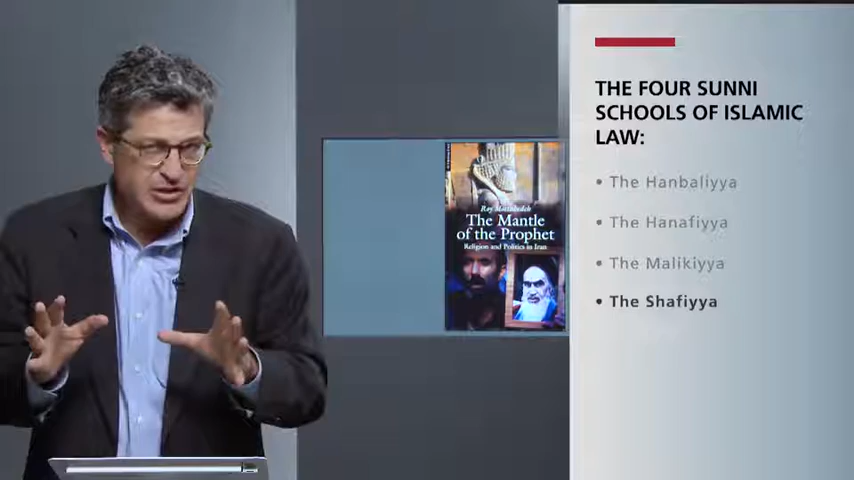 Roy Mottahedeh
The Mantle
of the Prophet
Religion and Politics in Iran
THE FOUR SUNNI
SCHOOLS OF ISLAMIC
LAW:
• The Hanbaliyya
• The Hanafiyya
• The Malikiyya
• The Shafiyya